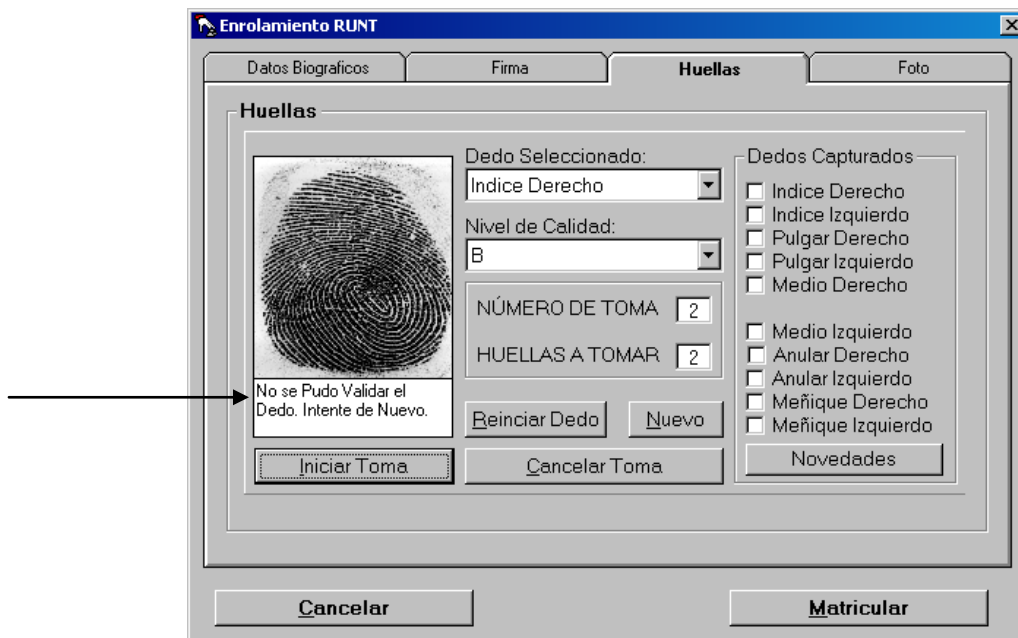 Enrolamiento RUNT
Datos Biograficos
Firma
Huellas
Foto
Huellas
No se Pudo Validar el
Dedo. Intente de Nuevo.
Iniciar Toma
Dedo Seleccionado:
Indice Derecho
Nivel de Calidad:
B
NÚMERO DE TOMA 2
HUELLAS A TOMAR 2
Reinciar Dedo
Nuevo
Cancelar Toma
Dedos Capturados
Indice Derecho
Indice Izquierdo
Pulgar Derecho
Pulgar Izquierdo
Medio Derecho
Medio Izquierdo
Anular Derecho
Anular Izquierdo
Meñique Derecho
Meñique Izquierdo
Novedades
Cancelar
Matricular